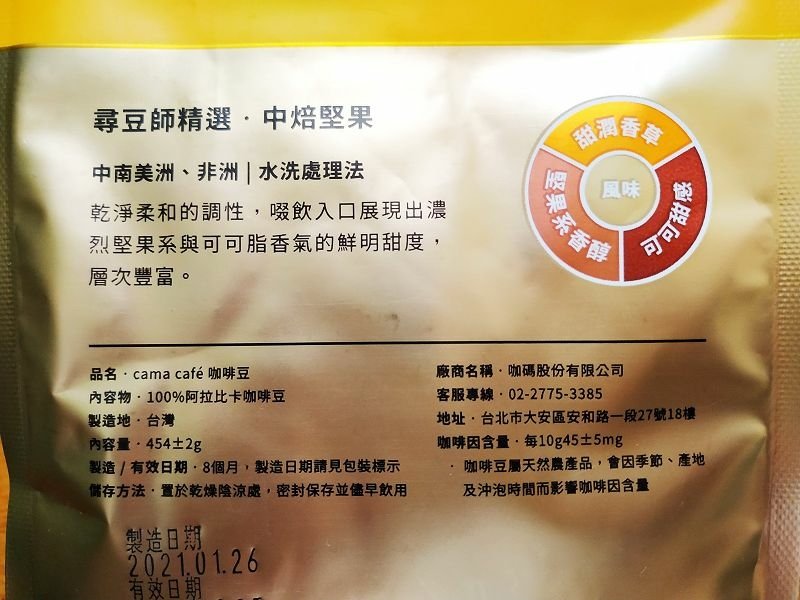 尋豆師精選・中焙堅果
中南美洲、非洲 | 水洗處理法
乾淨柔和的調性，啜飲入口展現出濃
烈堅果系與可可脂香氣的鮮明甜度，
層次豐富。
甜潤香草
堅果系香醇
風味
可可甜感
品名・cama café 咖啡豆
內容物・100%阿拉比卡咖啡豆
製造地・台灣
內容量・454±2g
製造 / 有效日期・8個月，製造日期請見包裝標示
儲存方法・置於乾燥陰涼處，密封保存並儘早飲用
廠商名稱・咖碼股份有限公司
客服專線・02-2775-3385
地址・台北市大安區安和路一段27號18樓
咖啡因含量・每10g45±5mg
・咖啡豆屬天然農產品，會因季節、產地
及沖泡時間而影響咖啡因含量
製造日期
2021.01.26
有效日期